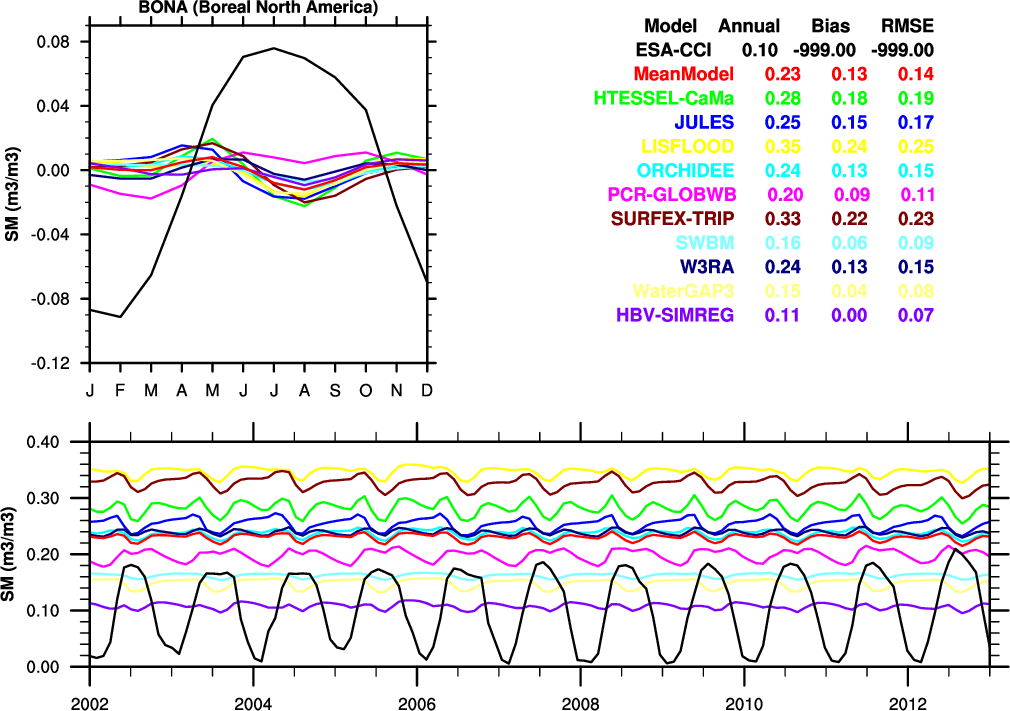 BONA (Boreal North America)
0.08
0.04
0.00
-0.04
-0.08
-0.12
SM (m3/m3)
J F M A M J J A S O N D
Model Annual Bias RMSE
ESA-CCI 0.10 -999.00 -999.00
MeanModel 0.23 0.13 0.14
HTESSEL-CaMa 0.28 0.18 0.19
JULES 0.25 0.15 0.17
LISFLOOD 0.35 0.24 0.25
ORCHIDEE 0.24 0.13 0.15
PCR-GLOBWB 0.20 0.09 0.11
SURFEX-TRIP 0.33 0.22 0.23
SWBM 0.16 0.06 0.09
W3RA 0.24 0.13 0.15
WaterGAP3 0.15 0.04 0.08
HBV-SIMREG 0.11 0.00 0.07
0.40
0.30
0.20
0.10
0.00
SM (m3/m3)
2002 2004 2006 2008 2010 2012